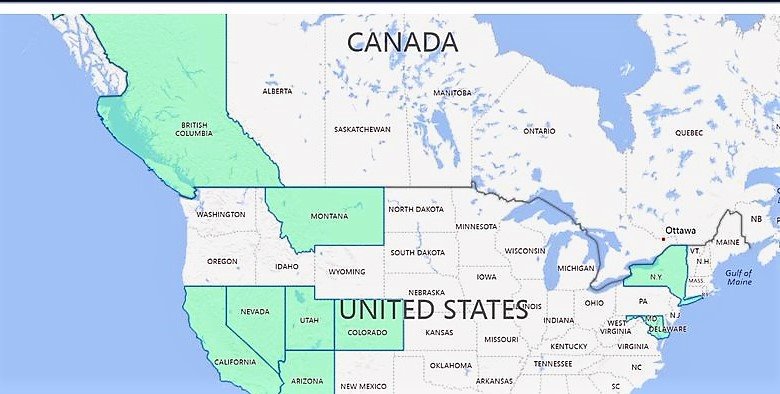 CANADA
ALBERTA
MANITOBA
BRITISH
COLUMBIA
SASKATCHEWAN
ONTARIO
QUEBEC
WASHINGTON
MONTANA
NORTH DAKOTA
MINNESOTA
NB
Ottawa
MAINE
OREGON
IDAHO
WYOMING
SOUTH DAKOTA
WISCONSIN
MICHIGAN
VT.
N.H.
N.Y.
MASS.
Gulf of
Maine
IOWA
NEBRASKA
UNITED STATES
NEVADA
UTAH
COLORADO
KANSAS
MISSOURI
INDIANA
OHIO
PA
NJ
MD
DELAWARE
WEST
VIRGINIA
VIRGINIA
KENTUCKY
CALIFORNIA
ARIZONA
NEW MEXICO
OKLAHOMA
ARKANSAS
TENNESSEE
NC
SC